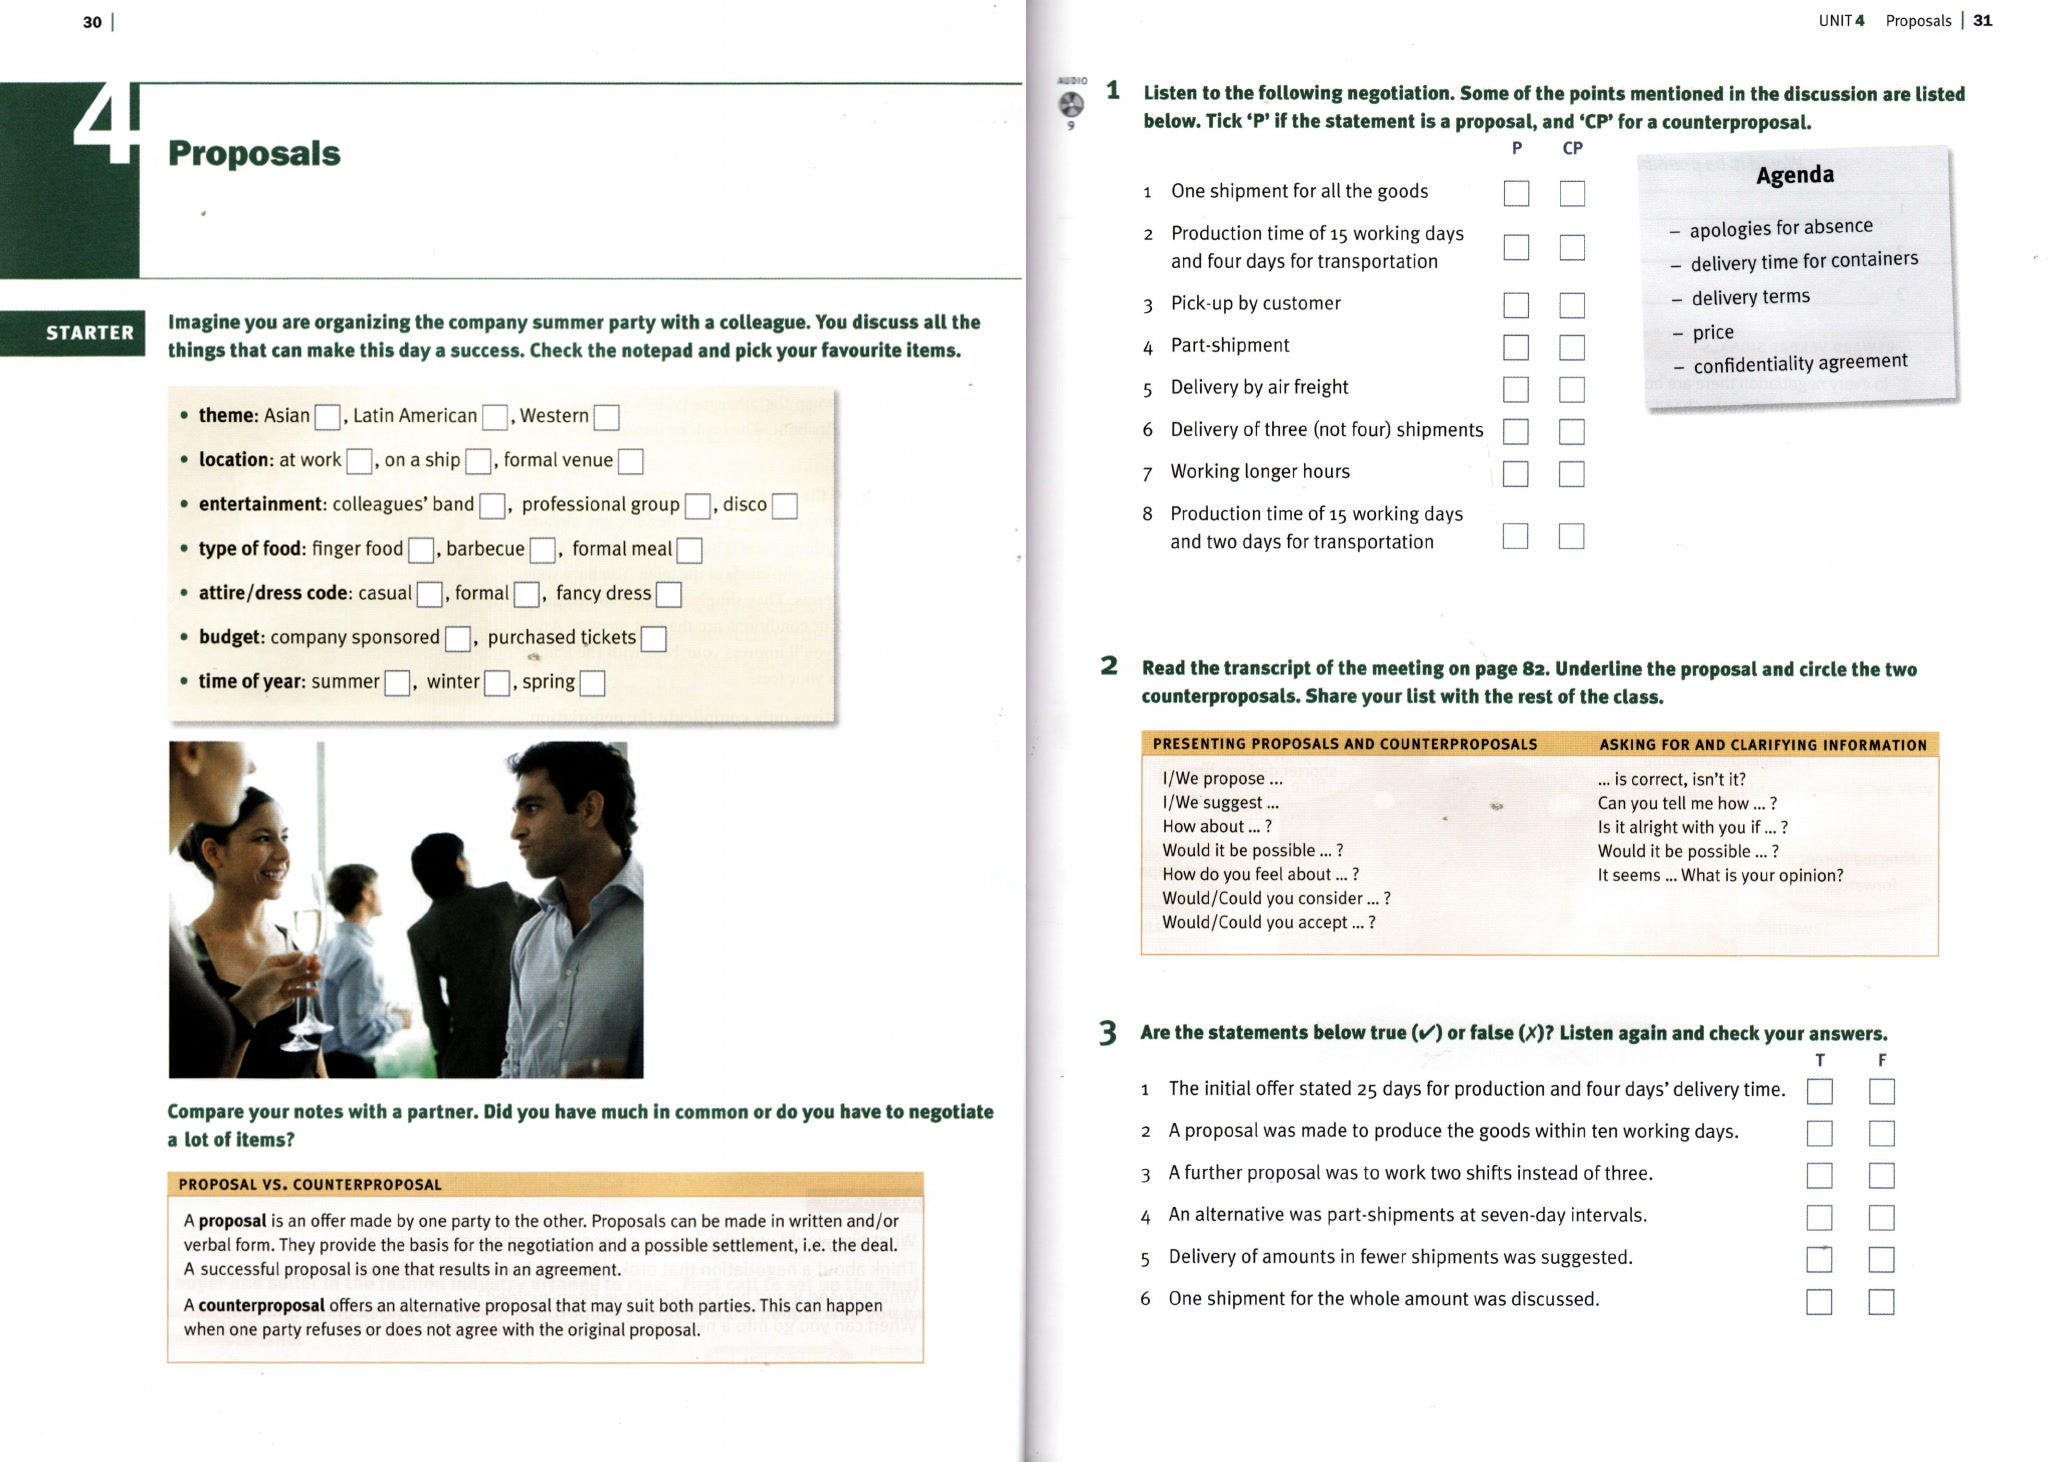 30
4
Proposals
STARTER
Imagine you are organizing the company summer party with a colleague. You discuss all the
things that can make this day a success. Check the notepad and pick your favourite items.
• theme: Asian , Latin American , Western
• location: at work , on a ship , formal venue
• entertainment: colleagues' band , professional group , disco
• type of food: finger food , barbecue , formal meal
• attire/dress code: casual , formal , fancy dress
• budget: company sponsored , purchased tickets
• time of year: summer , winter , spring
Compare your notes with a partner. Did you have much in common or do you have to negotiate
a lot of items?
PROPOSAL VS. COUNTERPROPOSAL
A proposal is an offer made by one party to the other. Proposals can be made in written and/or
verbal form. They provide the basis for the negotiation and a possible settlement, i.e. the deal.
A successful proposal is one that results in an agreement.
A counterproposal offers an alternative proposal that may suit both parties. This can happen
when one party refuses or does not agree with the original proposal.
UNIT 4 Proposals | 31
AUDIO
9
1 Listen to the following negotiation. Some of the points mentioned in the discussion are listed
below. Tick 'P' if the statement is a proposal, and 'CP' for a counterproposal.
P CP
1 One shipment for all the goods
2 Production time of 15 working days
and four days for transportation
3 Pick-up by customer
4 Part-shipment
5 Delivery by air freight
6 Delivery of three (not four) shipments
7 Working longer hours
8 Production time of 15 working days
and two days for transportation
Agenda
– apologies for absence
– delivery time for containers
– delivery terms
– price
– confidentiality agreement
2 Read the transcript of the meeting on page 82. Underline the proposal and circle the two
counterproposals. Share your list with the rest of the class.
PRESENTING PROPOSALS AND COUNTERPROPOSALS
I/We propose ...
I/We suggest ...
How about ... ?
Would it be possible ... ?
How do you feel about ... ?
Would/Could you consider ... ?
Would/Could you accept ... ?
ASKING FOR AND CLARIFYING INFORMATION
... is correct, isn't it?
Can you tell me how ... ?
Is it alright with you if ... ?
Would it be possible ... ?
It seems ... What is your opinion?
3 Are the statements below true (✓) or false (✗)? Listen again and check your answers.
T F
1 The initial offer stated 25 days for production and four days' delivery time.
2 A proposal was made to produce the goods within ten working days.
3 A further proposal was to work two shifts instead of three.
4 An alternative was part-shipments at seven-day intervals.
5 Delivery of amounts in fewer shipments was suggested.
6 One shipment for the whole amount was discussed.